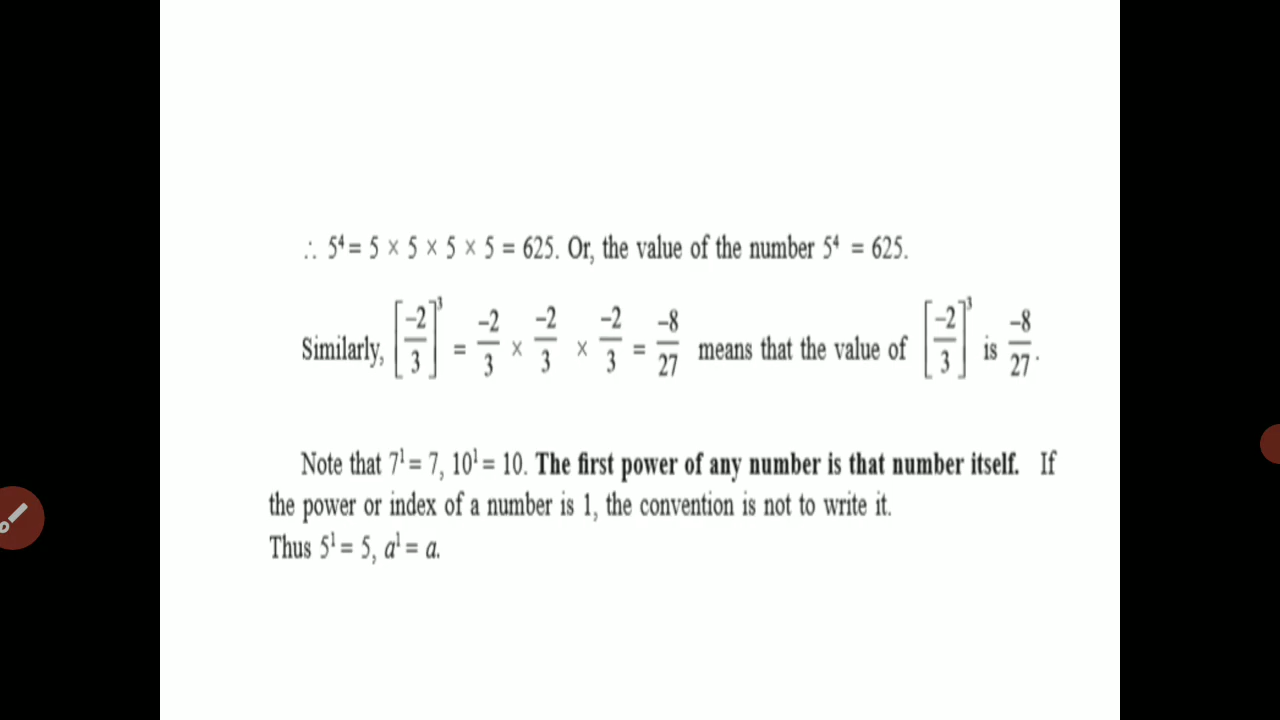 ∴ 5⁴ = 5 × 5 × 5 × 5 = 625. Or, the value of the number 5⁴ = 625.
Similarly, [−2/3]³ = −2/3 × −2/3 × −2/3 = −8/27 means that the value of [−2/3]³ is −8/27.
Note that 7¹ = 7, 10¹ = 10. The first power of any number is that number itself. If
the power or index of a number is 1, the convention is not to write it.
Thus 5¹ = 5, a¹ = a.